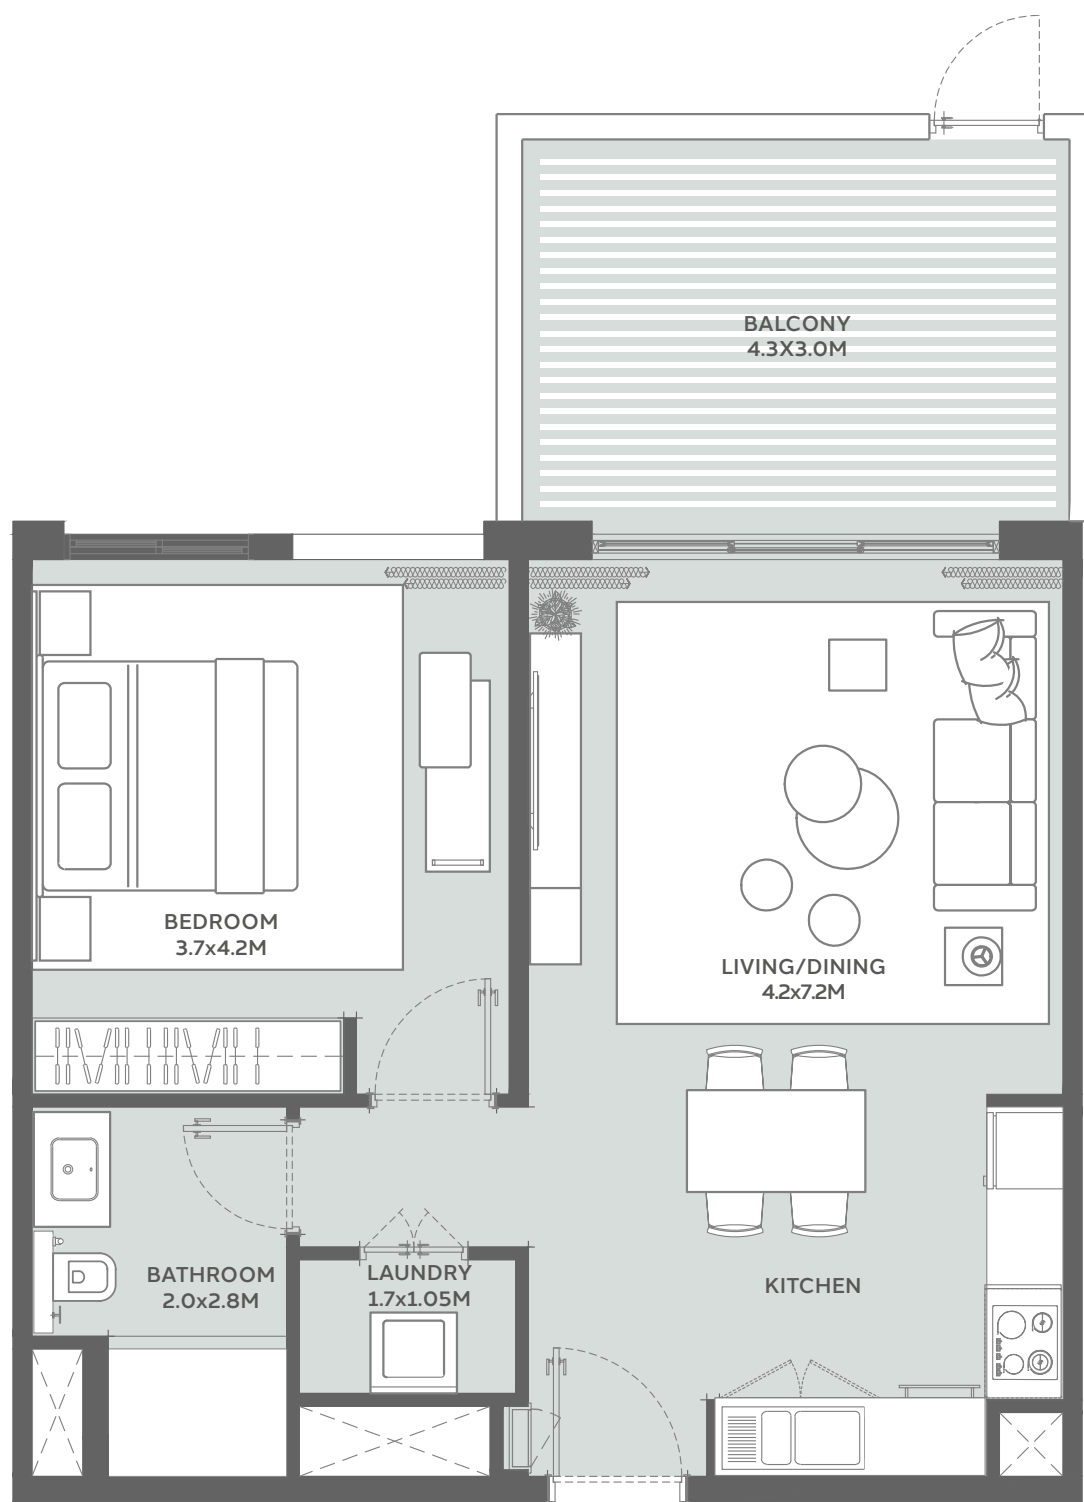 BALCONY
4.3X3.0M
BEDROOM
3.7x4.2M
LIVING/DINING
4.2x7.2M
BATHROOM
2.0x2.8M
LAUNDRY
1.7x1.05M
KITCHEN